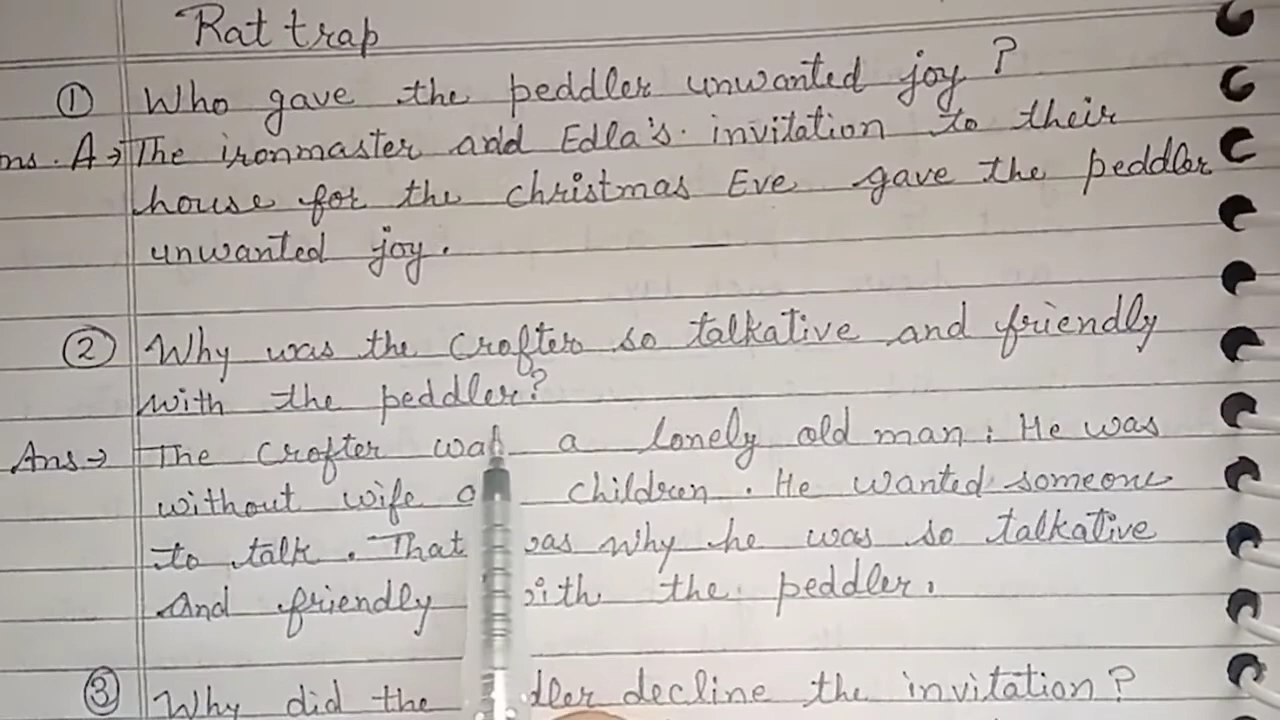 Rat trap
① Who gave the peddler unwanted joy?
ns. A→ The ironmaster and Edla's invitation to their
house for the christmas Eve gave the peddler
unwanted joy.
② Why was the Crofter so talkative and friendly
with the peddler?
Ans→ The Crofter was a lonely old man. He was
without wife children. He wanted someone
to talk. That was why he was so talkative
And friendly with the peddler.
③ Why did the dler decline the invitation?